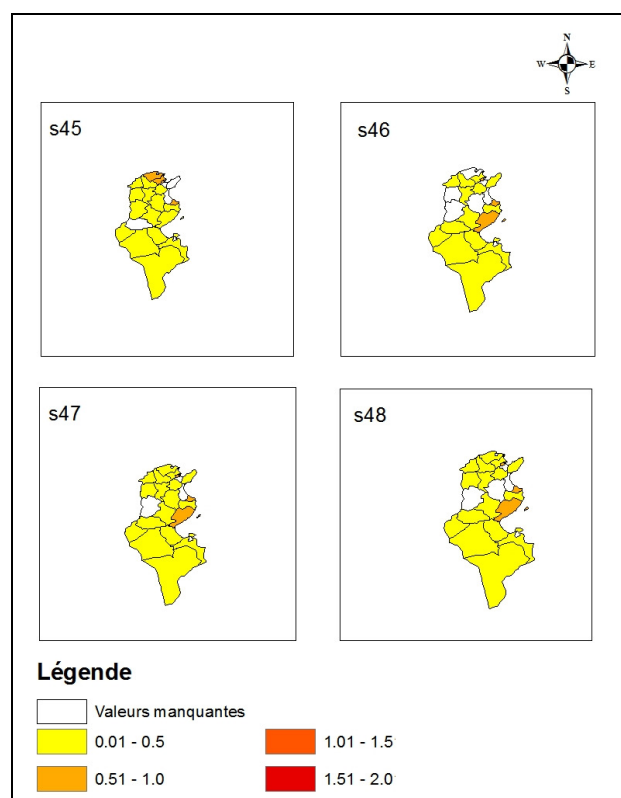 N
W E
S
s45
s46
s47
s48
Légende
Valeurs manquantes
0.01 - 0.5
1.01 - 1.5
0.51 - 1.0
1.51 - 2.0